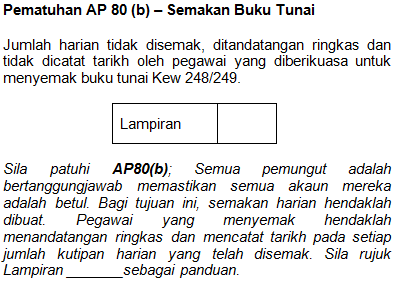 Pematuhan AP 80 (b) – Semakan Buku Tunai
Jumlah harian tidak disemak, ditandatangan ringkas dan
tidak dicatat tarikh oleh pegawai yang diberikuasa untuk
menyemak buku tunai Kew 248/249.
Lampiran
Sila patuhi AP80(b); Semua pemungut adalah
bertanggungjawab memastikan semua akaun mereka
adalah betul. Bagi tujuan ini, semakan harian hendaklah
dibuat. Pegawai yang menyemak hendaklah
menandatangan ringkas dan mencatat tarikh pada setiap
jumlah kutipan harian yang telah disemak. Sila rujuk
Lampiran _______sebagai panduan.